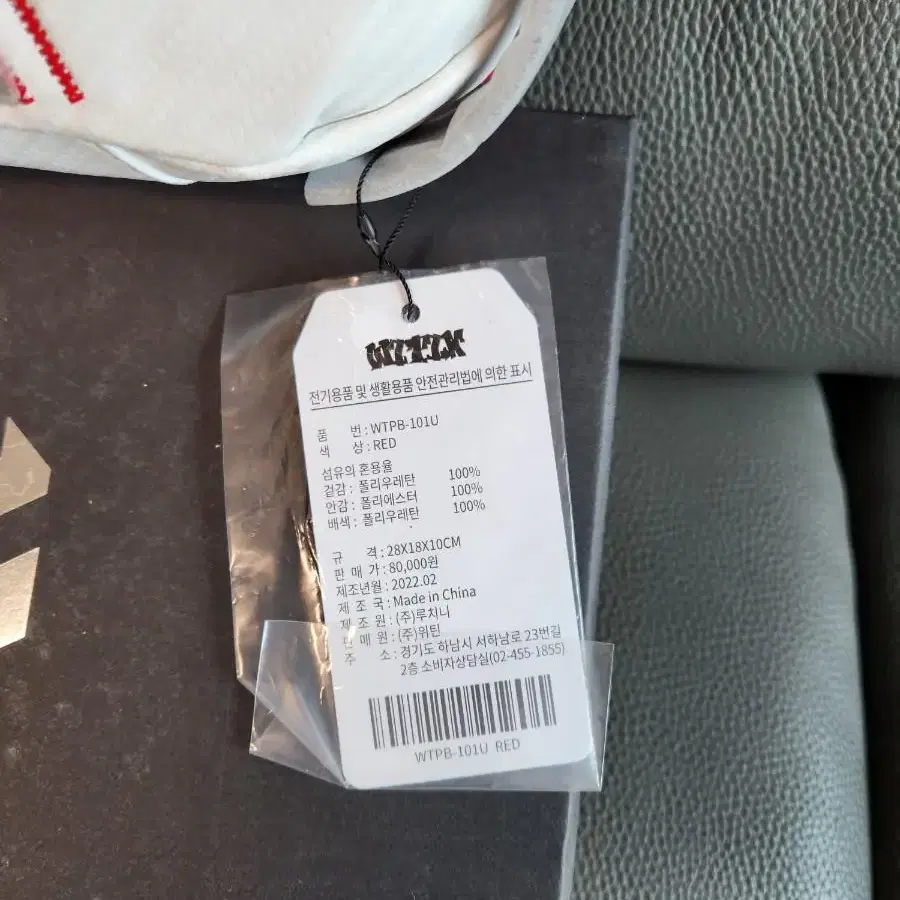 전기용품 및 생활용품 안전관리법에 의한 표시
품 번 : WTPB-101U
색 상 : RED
섬유의 혼용율
겉감 : 폴리우레탄 100%
안감 : 폴리에스터 100%
배색 : 폴리우레탄 100%
규 격 : 28X18X10CM
판 매 가 : 80,000원
제조년월 : 2022.02
제 조 국 : Made in China
제 조 원 : (주)루치니
판 매 원 : (주)위틴
주 소 : 경기도 하남시 서하남로 23번길
2층 소비자상담실(02-455-1855)
WTPB-101U RED